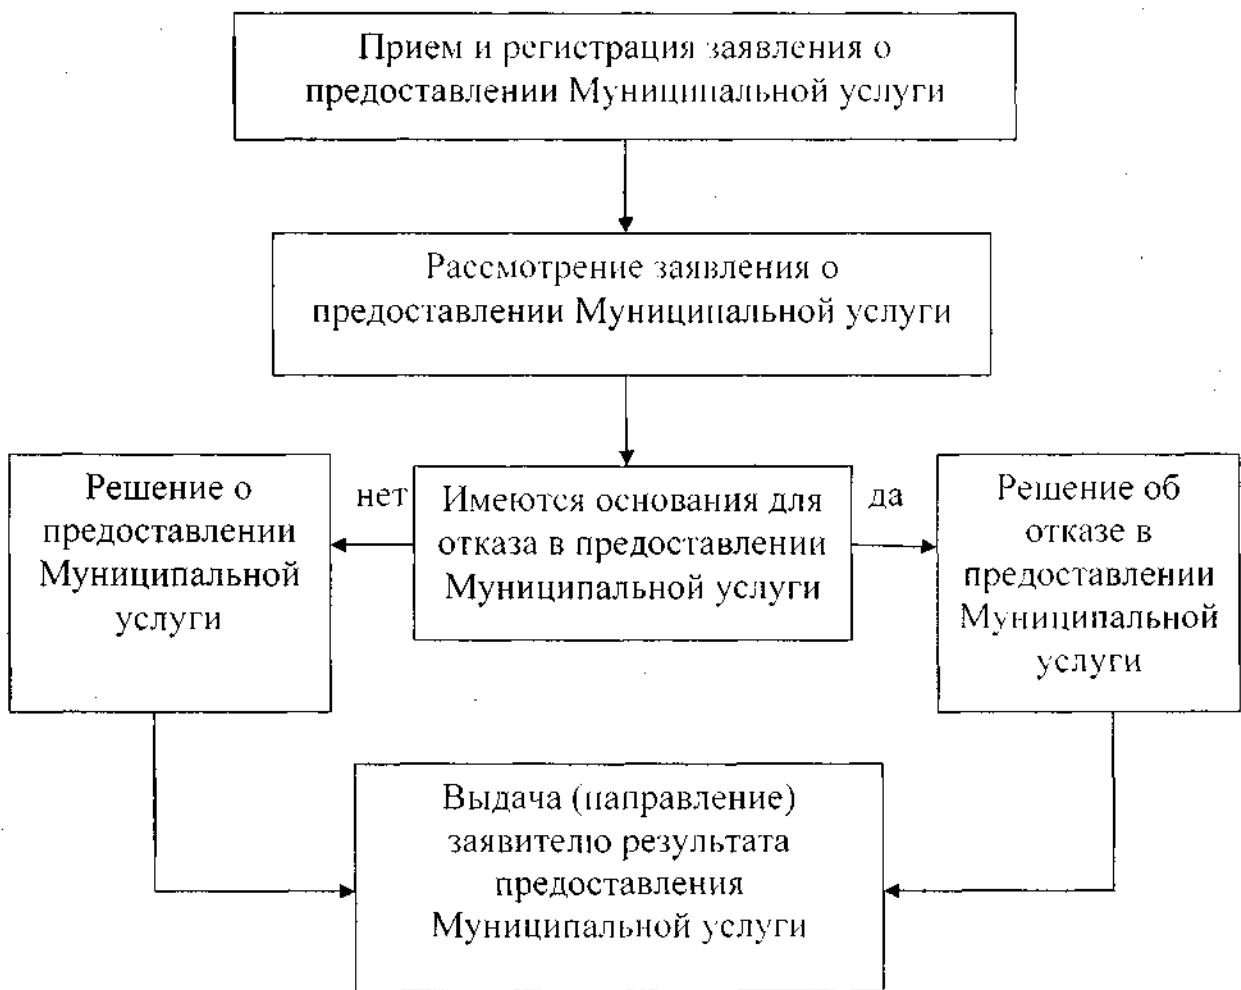 Прием и регистрация заявления о
предоставлении Муниципальной услуги
Рассмотрение заявления о
предоставлении Муниципальной услуги
Решение о
предоставлении
Муниципальной
услуги
нет
Имеются основания для
отказа в предоставлении
Муниципальной услуги
да
Решение об
отказе в
предоставлении
Муниципальной
услуги
Выдача (направление)
заявителю результата
предоставления
Муниципальной услуги